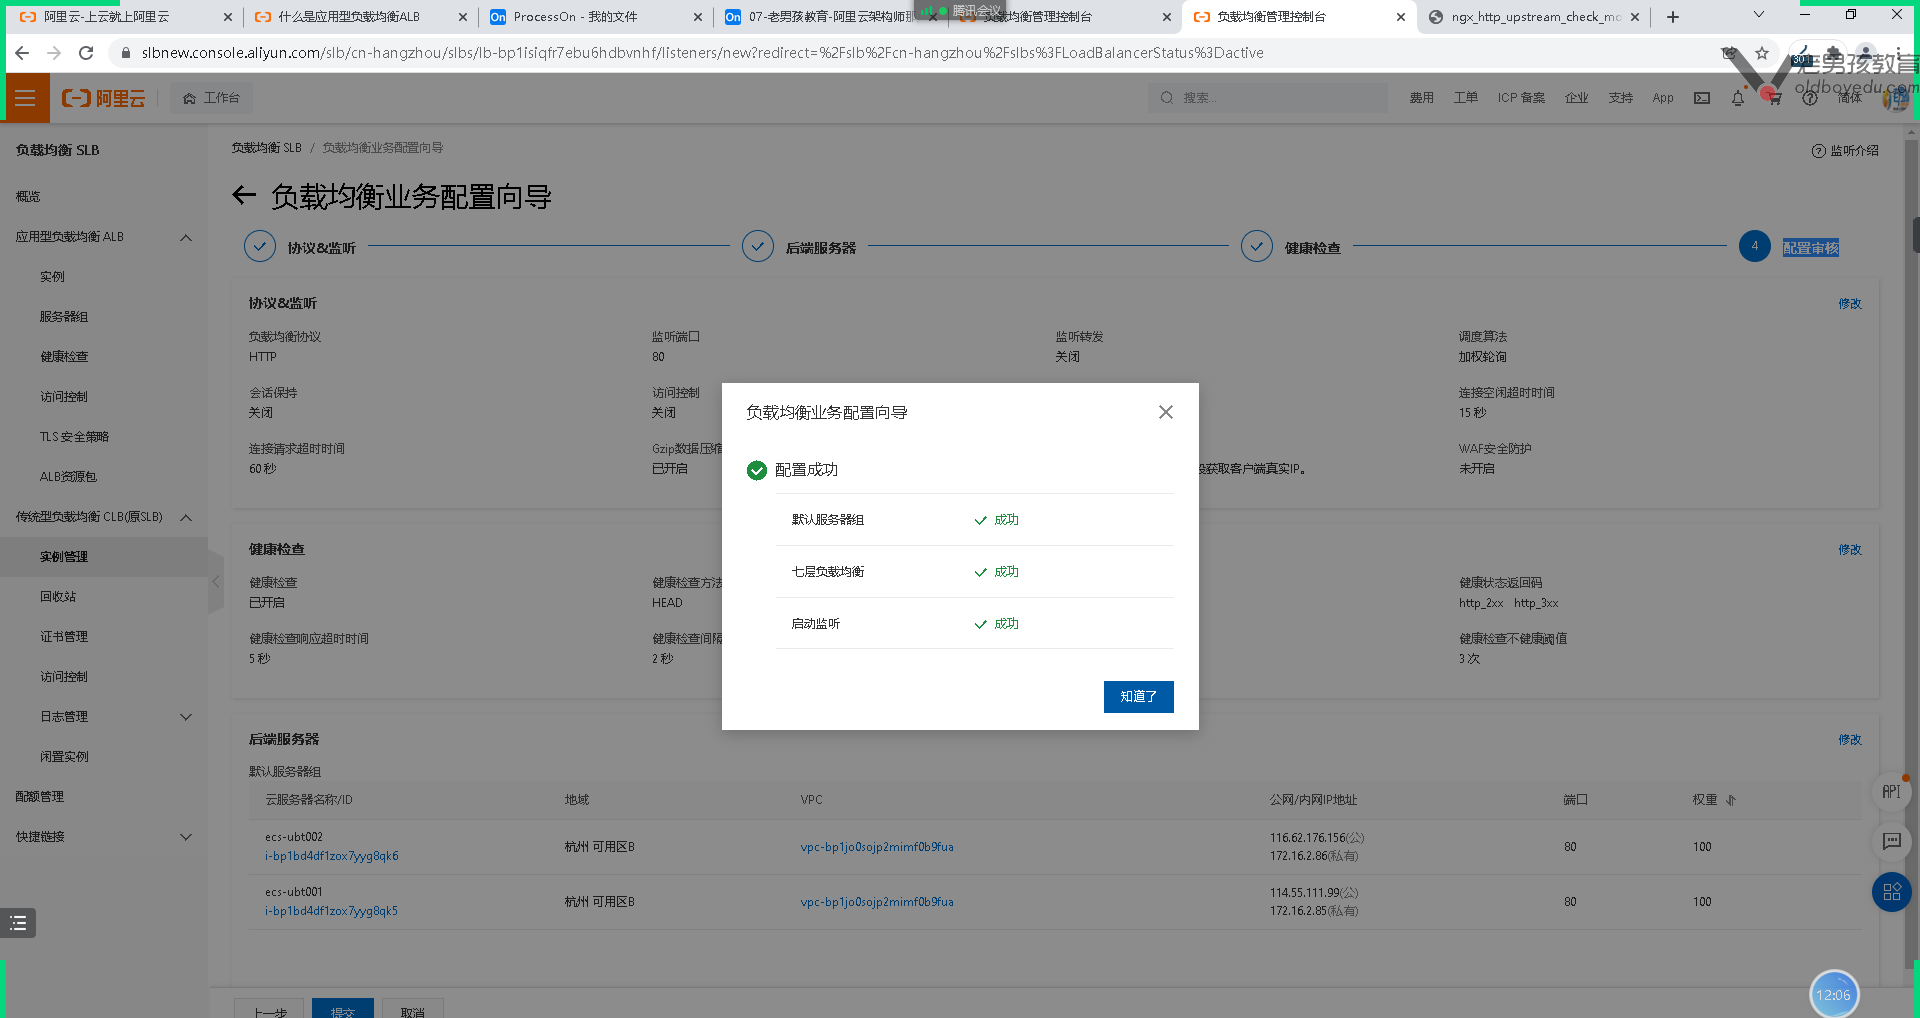 阿里云-上云就上阿里云
什么是应用型负载均衡ALB
ProcessOn - 我的文件
07-老男孩教育-阿里云架构师
腾讯会议
负载均衡管理控制台
负载均衡管理控制台
ngx_http_upstream_check_mo
slbnew.console.aliyun.com/slb/cn-hangzhou/slbs/lb-bp1isiqfr7ebu6hdbvnhf/listeners/new?redirect=%2Fslb%2Fcn-hangzhou%2Fslbs%3FLoadBalancerStatus%3Dactive
老男孩教育
oldboyedu.com
阿里云
工作台
搜索...
费用 工单 ICP 备案 企业 支持 App 简体
负载均衡 SLB
概览
应用型负载均衡 ALB
实例
服务器组
健康检查
访问控制
TLS 安全策略
ALB资源包
传统型负载均衡 CLB(原SLB)
实例管理
回收站
证书管理
访问控制
日志管理
闲置实例
配额管理
快捷链接
负载均衡 SLB / 负载均衡业务配置向导
监听介绍
负载均衡业务配置向导
协议&监听
后端服务器
健康检查
4 配置审核
协议&监听
修改
负载均衡协议
HTTP
监听端口
80
监听转发
关闭
调度算法
加权轮询
会话保持
关闭
访问控制
关闭
连接空闲超时时间
15 秒
连接请求超时时间
60 秒
Gzip数据压缩
已开启
获取客户端真实IP。
WAF安全防护
未开启
负载均衡业务配置向导
配置成功
默认服务器组 成功
七层负载均衡 成功
启动监听 成功
知道了
健康检查
修改
健康检查
已开启
健康检查方法
HEAD
健康状态返回码
http_2xx http_3xx
健康检查响应超时时间
5 秒
健康检查间隔
2 秒
健康检查不健康阈值
3 次
后端服务器
修改
默认服务器组
云服务器名称/ID 地域 VPC 公网/内网IP地址 端口 权重
ecs-ubt002
i-bp1bd4df1zox7yyg8qk6
杭州 可用区B
vpc-bp1jo0sojp2mimf0b9fua
116.62.176.156(公)
172.16.2.86(私有)
80
100
ecs-ubt001
i-bp1bd4df1zox7yyg8qk5
杭州 可用区B
vpc-bp1jo0sojp2mimf0b9fua
114.55.111.99(公)
172.16.2.85(私有)
80
100
API
12:06
上一步
提交
取消